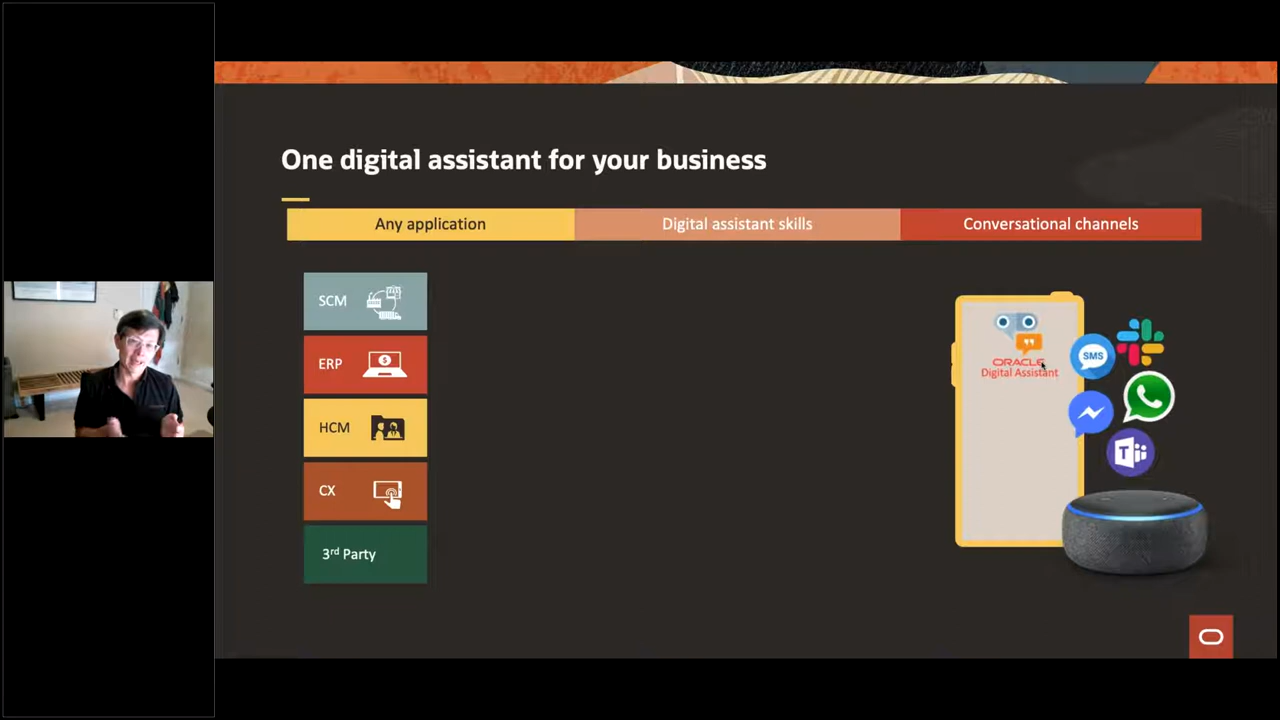 One digital assistant for your business
Any application
Digital assistant skills
Conversational channels
SCM
ERP
HCM
CX
3rd Party
ORACLE
Digital Assistant
SMS